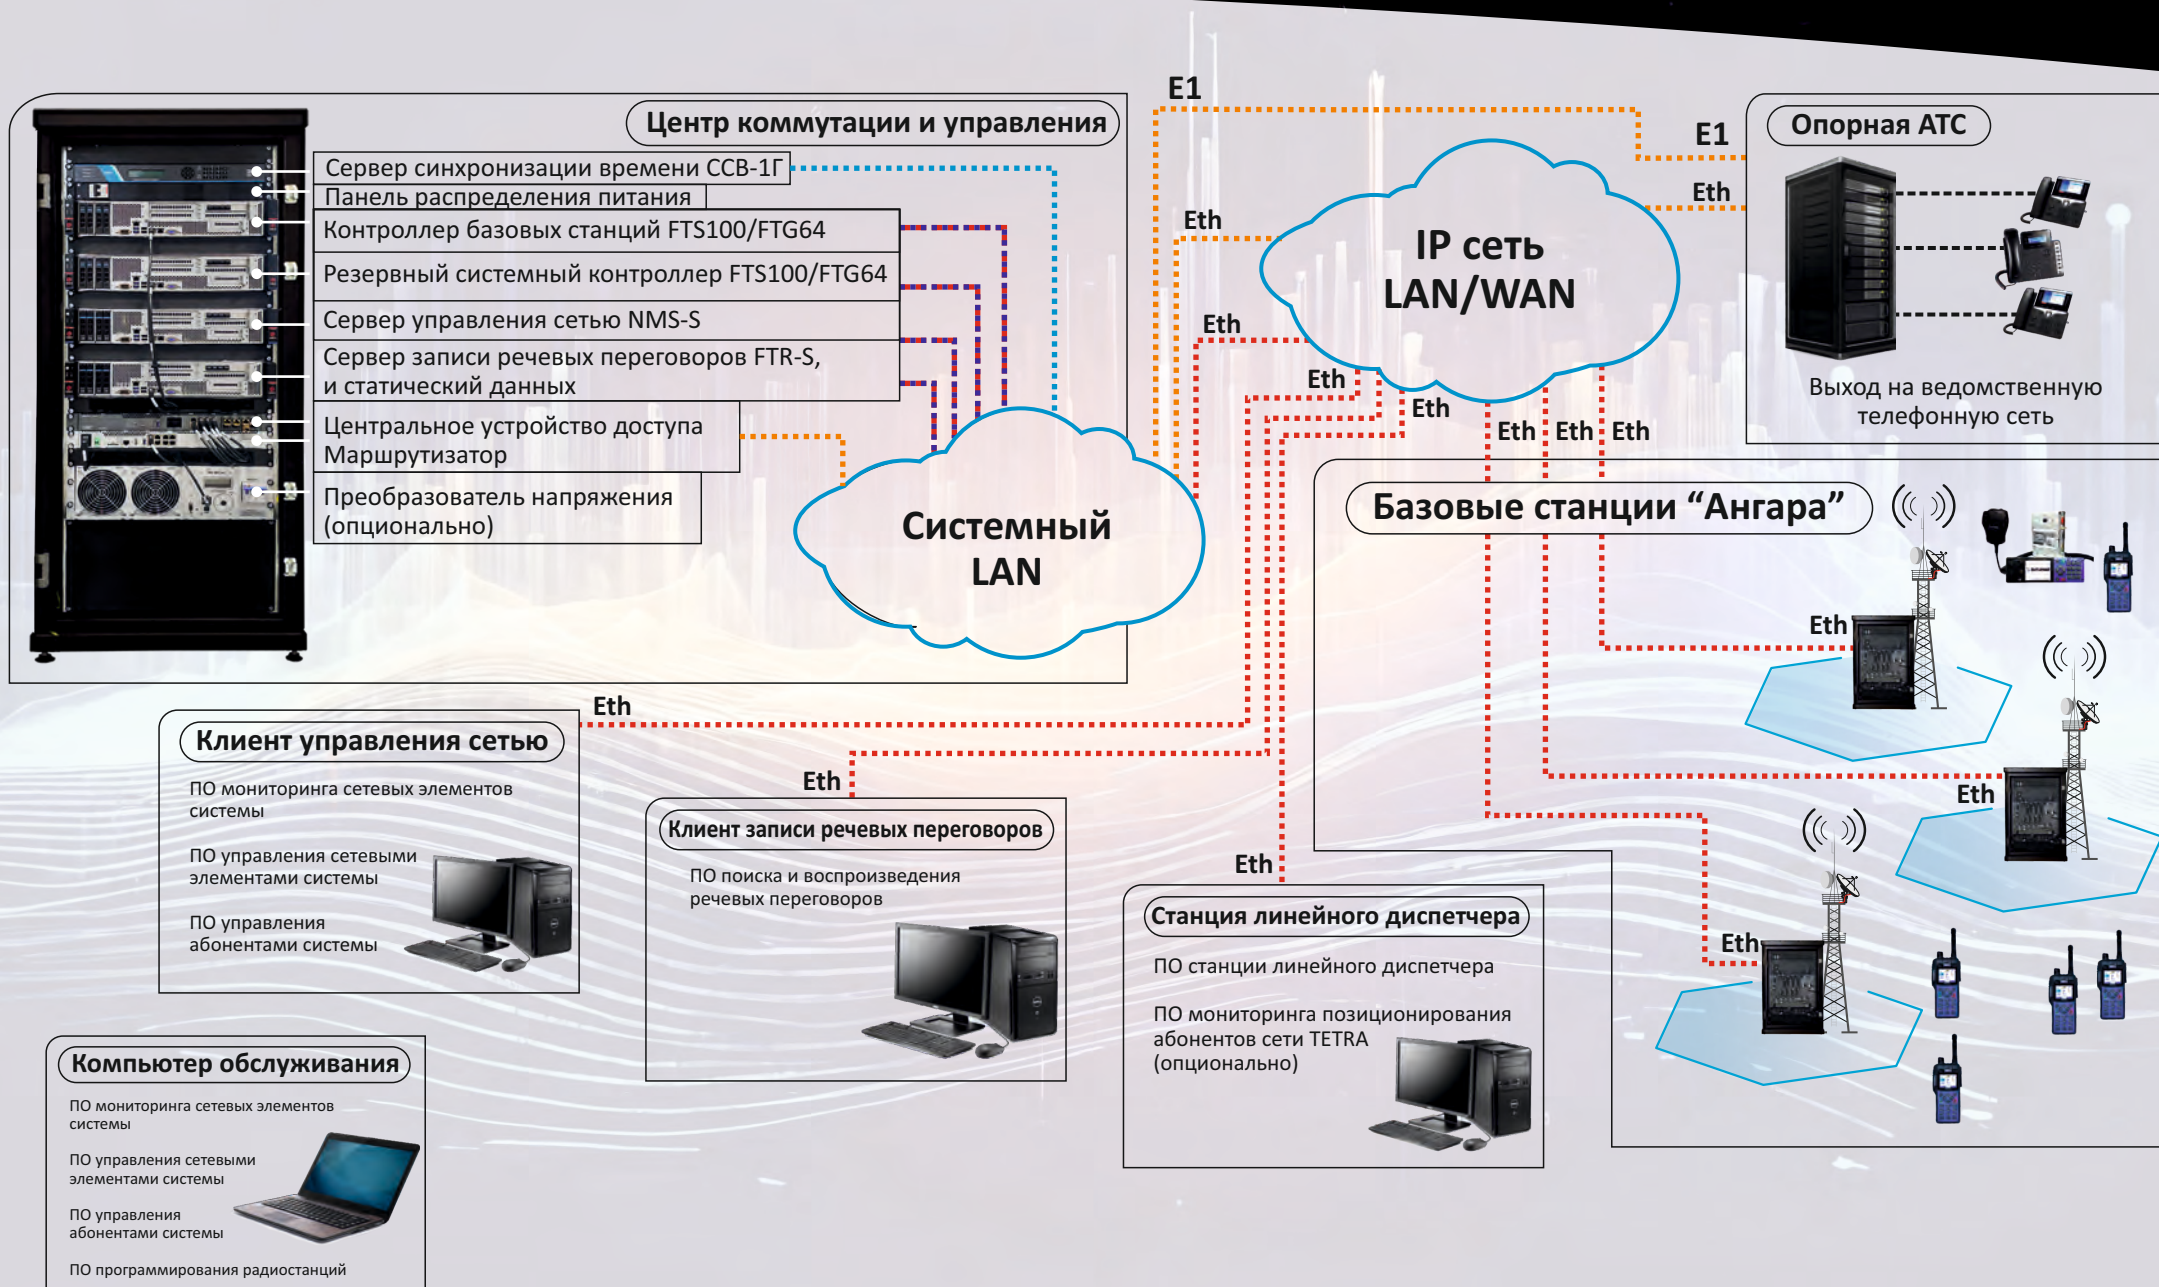 Центр коммутации и управления
Сервер синхронизации времени ССВ-1Г
Панель распределения питания
Контроллер базовых станций FTS100/FTG64
Резервный системный контроллер FTS100/FTG64
Сервер управления сетью NMS-S
Сервер записи речевых переговоров FTR-S,
и статический данных
Центральное устройство доступа
Маршрутизатор
Преобразователь напряжения
(опционально)
Системный
LAN
E1
E1
Eth
Eth
IP сеть
LAN/WAN
Eth
Eth
Eth
Eth
Eth
Eth
Опорная АТС
Выход на ведомственную
телефонную сеть
Базовые станции “Ангара”
Eth
Eth
Eth
Eth
Клиент управления сетью
ПО мониторинга сетевых элементов
системы
ПО управления сетевыми
элементами системы
ПО управления
абонентами системы
Eth
Клиент записи речевых переговоров
ПО поиска и воспроизведения
речевых переговоров
Eth
Станция линейного диспетчера
ПО станции линейного диспетчера
ПО мониторинга позиционирования
абонентов сети TETRA
(опционально)
Компьютер обслуживания
ПО мониторинга сетевых элементов
системы
ПО управления сетевыми
элементами системы
ПО управления
абонентами системы
ПО программирования радиостанций